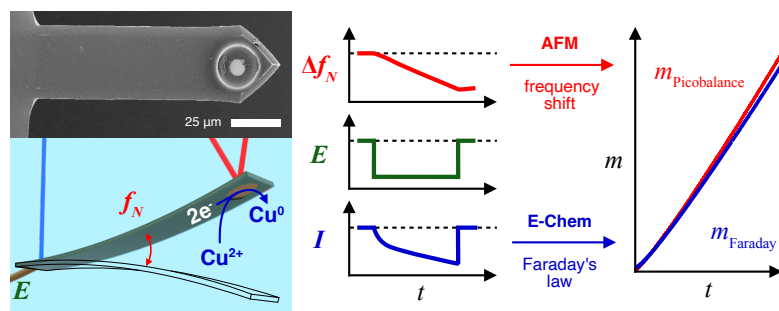 25 µm
f_N
2e⁻
Cu⁰
Cu²⁺
E
Δf_N
E
I
t
AFM
frequency
shift
E-Chem
Faraday's
law
m
m_Picobalance
m_Faraday
t